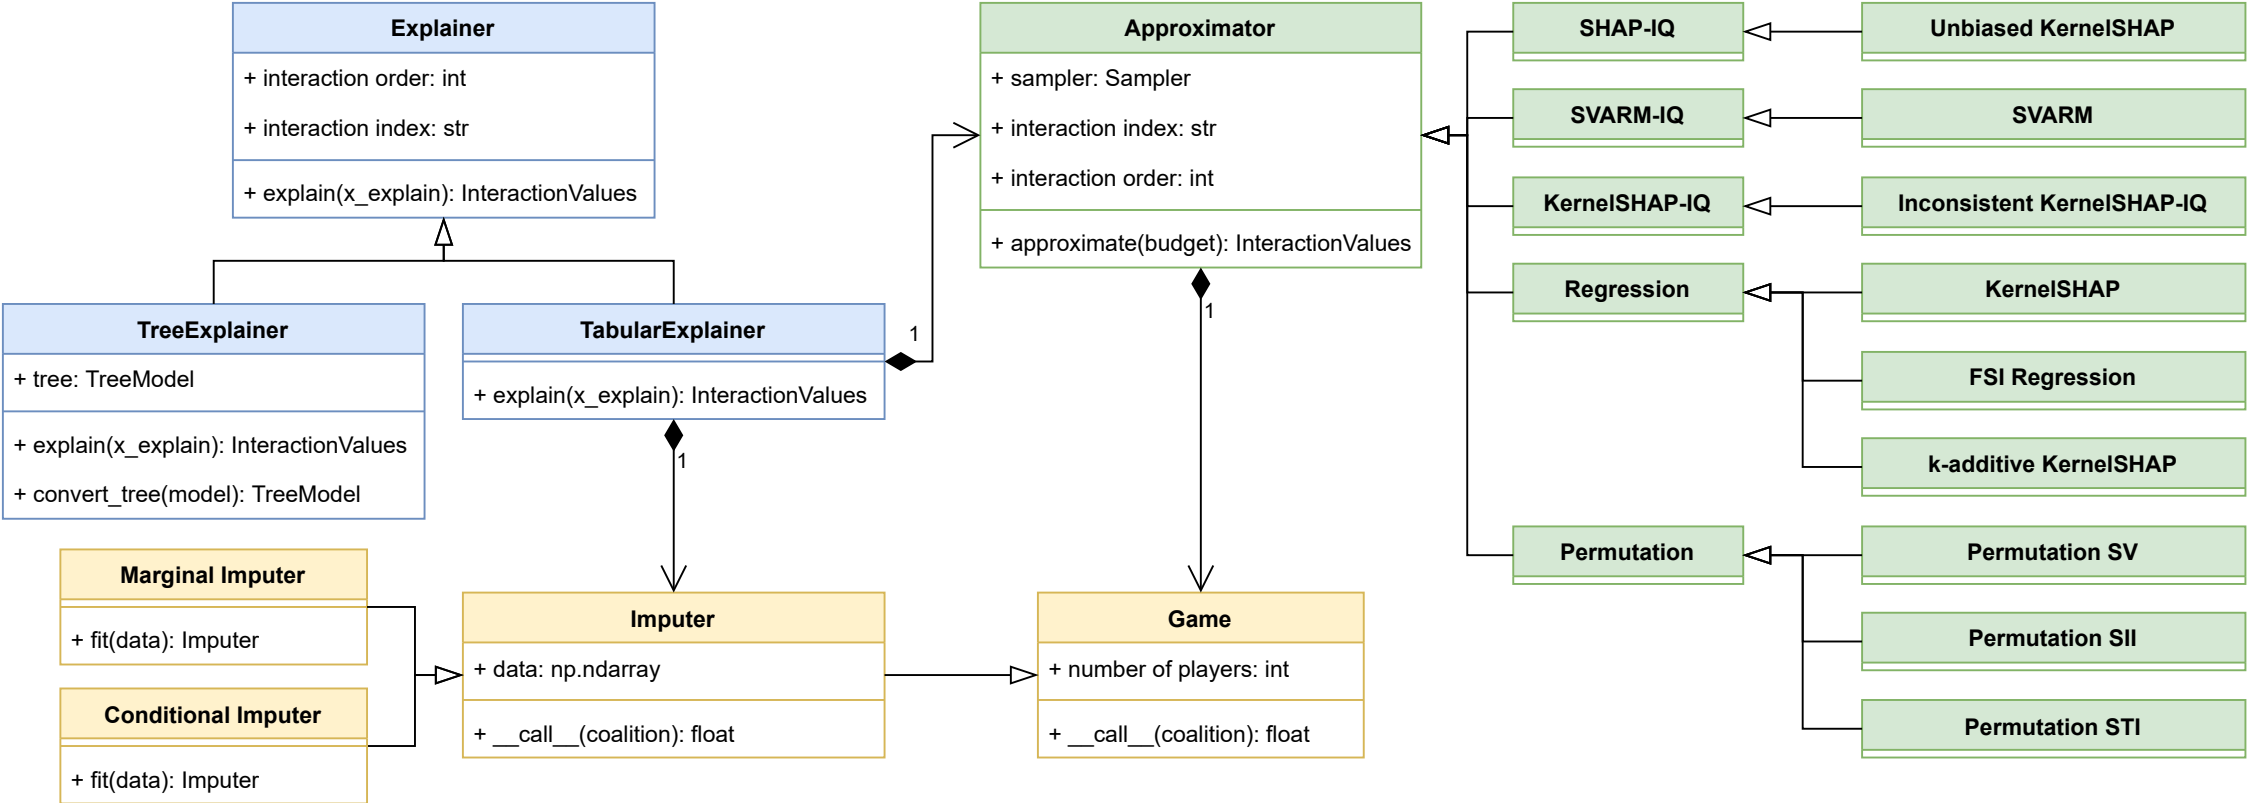 Explainer
+ interaction order: int
+ interaction index: str
+ explain(x_explain): InteractionValues
TreeExplainer
+ tree: TreeModel
+ explain(x_explain): InteractionValues
+ convert_tree(model): TreeModel
TabularExplainer
+ explain(x_explain): InteractionValues
1
1
Approximator
+ sampler: Sampler
+ interaction index: str
+ interaction order: int
+ approximate(budget): InteractionValues
1
Marginal Imputer
+ fit(data): Imputer
Conditional Imputer
+ fit(data): Imputer
Imputer
+ data: np.ndarray
+ __call__(coalition): float
Game
+ number of players: int
+ __call__(coalition): float
SHAP-IQ
Unbiased KernelSHAP
SVARM-IQ
SVARM
KernelSHAP-IQ
Inconsistent KernelSHAP-IQ
Regression
KernelSHAP
FSI Regression
k-additive KernelSHAP
Permutation
Permutation SV
Permutation SII
Permutation STI